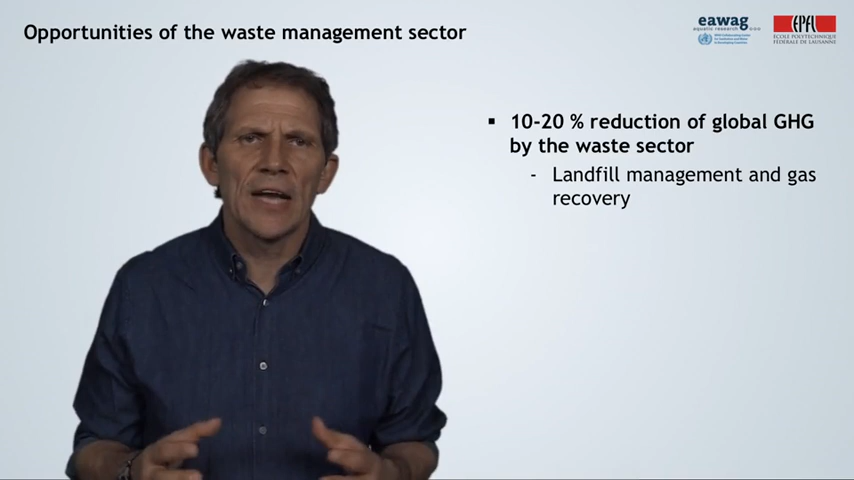 Opportunities of the waste management sector
eawag
aquatic research
EPFL
ECOLE POLYTECHNIQUE
FÉDÉRALE DE LAUSANNE
▪ 10-20 % reduction of global GHG
by the waste sector
- Landfill management and gas
recovery